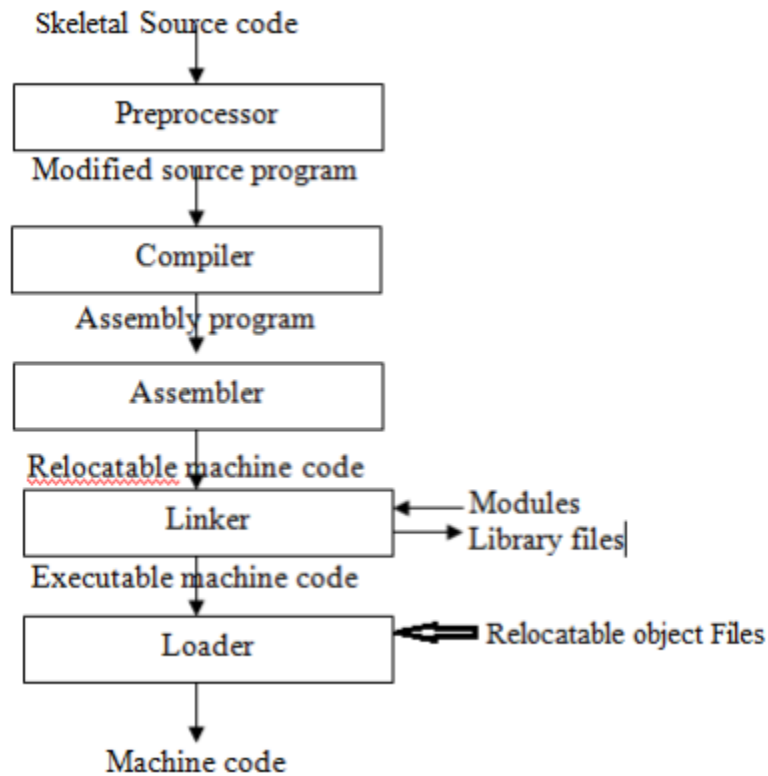 Skeletal Source code
Preprocessor
Modified source program
Compiler
Assembly program
Assembler
Relocatable machine code
Linker
Modules
Library files
Executable machine code
Loader
Relocatable object Files
Machine code